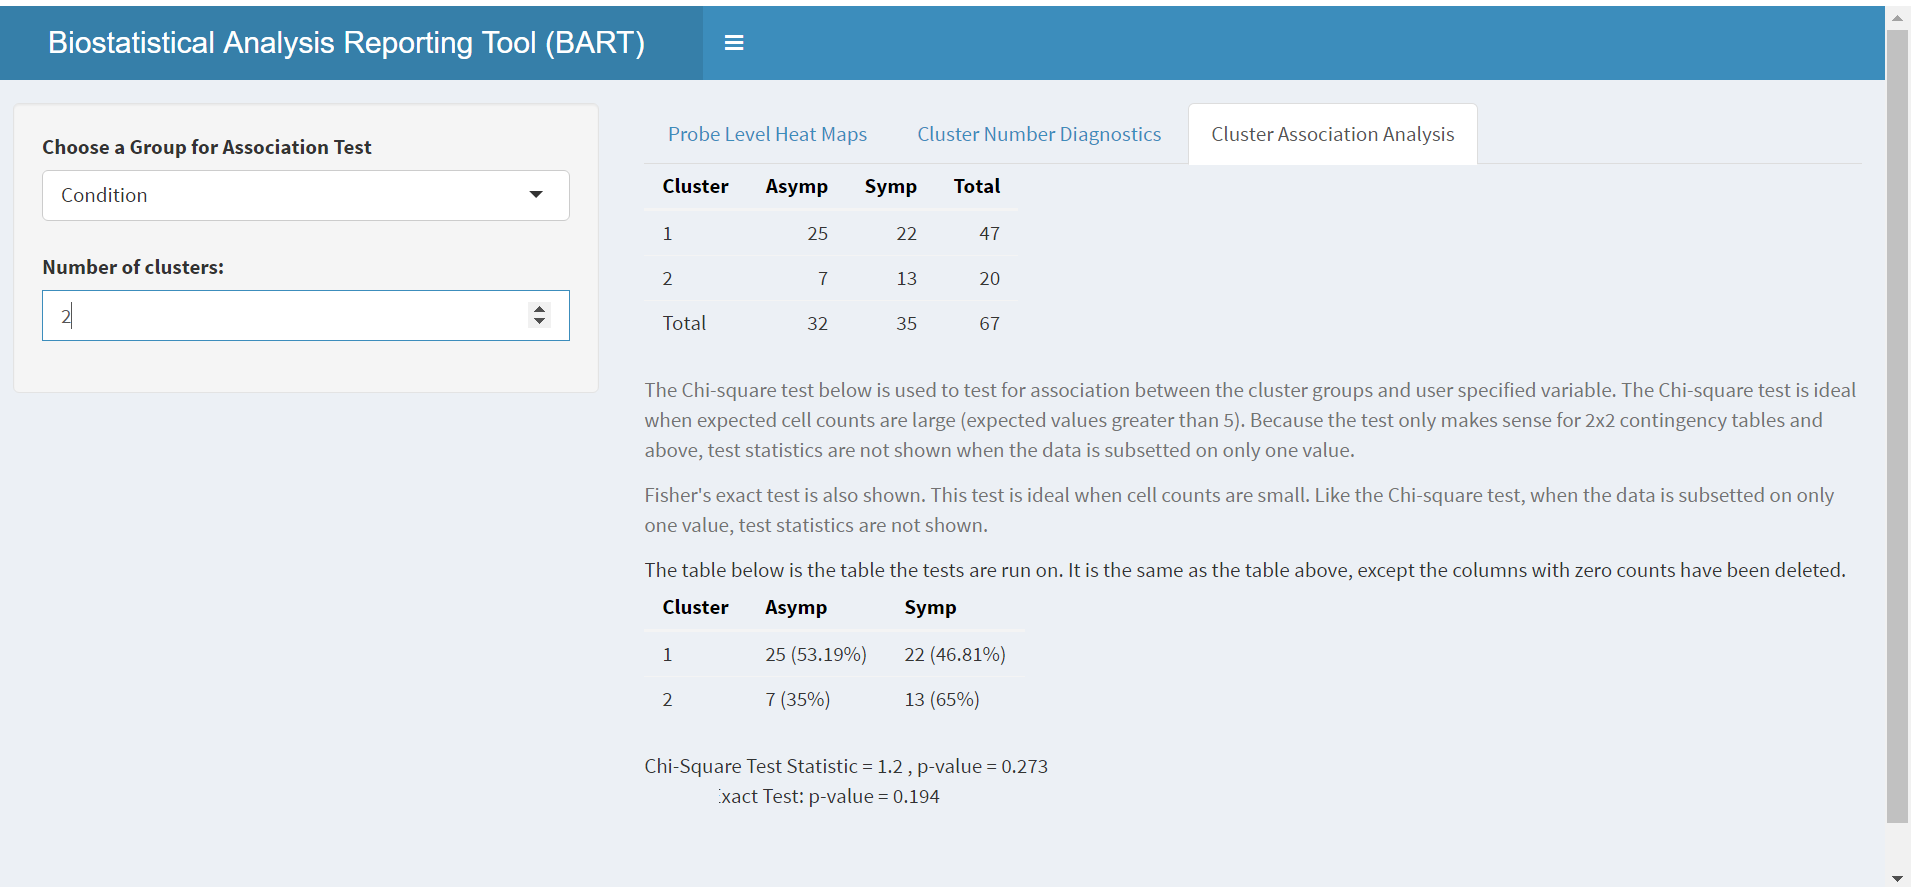 Biostatistical Analysis Reporting Tool (BART)
Choose a Group for Association Test
Condition
Number of clusters:
2
Probe Level Heat Maps Cluster Number Diagnostics Cluster Association Analysis
Cluster Asymp Symp Total
1 25 22 47
2 7 13 20
Total 32 35 67
The Chi-square test below is used to test for association between the cluster groups and user specified variable. The Chi-square test is ideal
when expected cell counts are large (expected values greater than 5). Because the test only makes sense for 2x2 contingency tables and
above, test statistics are not shown when the data is subsetted on only one value.
Fisher's exact test is also shown. This test is ideal when cell counts are small. Like the Chi-square test, when the data is subsetted on only
one value, test statistics are not shown.
The table below is the table the tests are run on. It is the same as the table above, except the columns with zero counts have been deleted.
Cluster Asymp Symp
1 25 (53.19%) 22 (46.81%)
2 7 (35%) 13 (65%)
Chi-Square Test Statistic = 1.2 , p-value = 0.273
xact Test: p-value = 0.194